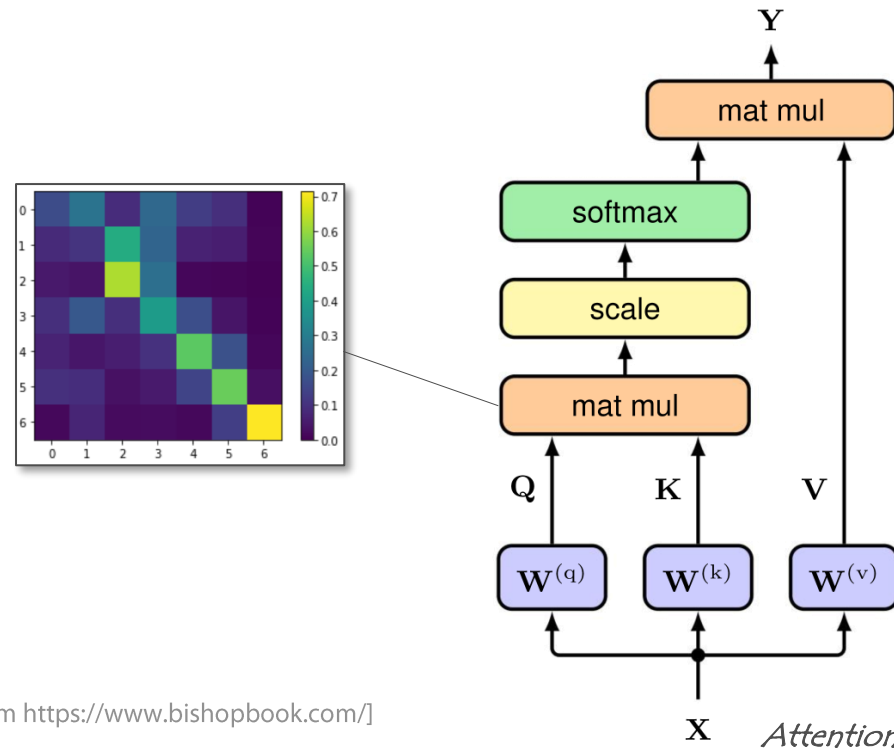 Y
mat mul
softmax
scale
mat mul
Q K V
W(q) W(k) W(v)
X
0.7
0.6
0.5
0.4
0.3
0.2
0.1
0.0
0
1
2
3
4
5
6
0 1 2 3 4 5 6
m https://www.bishopbook.com/]
Attention